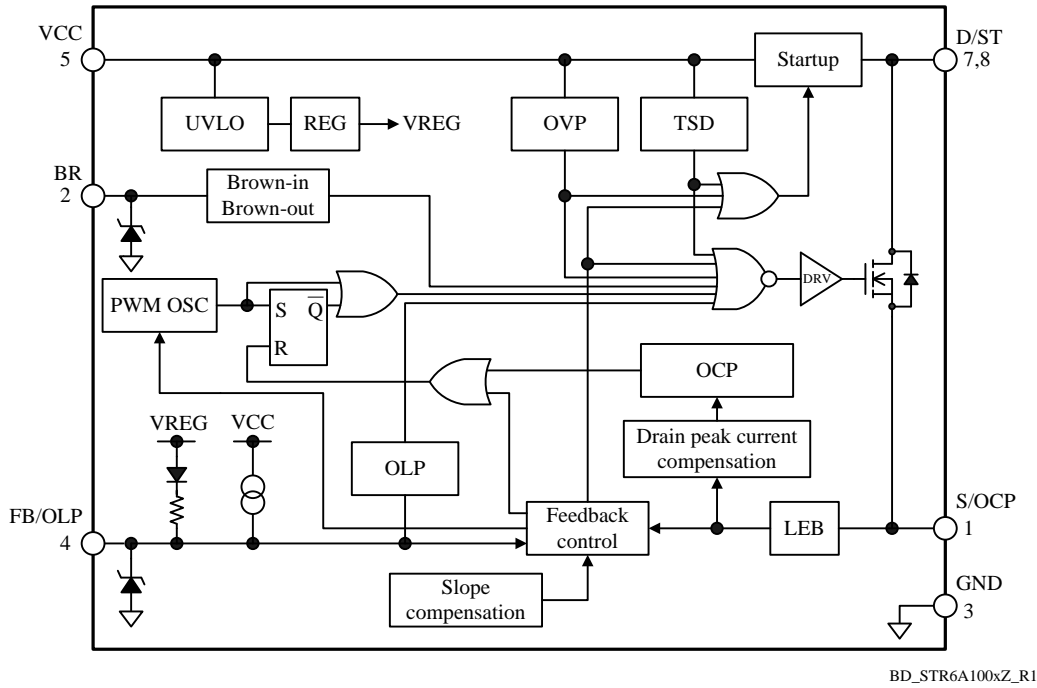 VCC
5
D/ST
7,8
Startup
UVLO
REG
VREG
OVP
TSD
BR
2
Brown-in
Brown-out
DRV
PWM OSC
S
Q̅
R
OCP
VREG
VCC
Drain peak current
compensation
OLP
FB/OLP
4
Feedback
control
LEB
S/OCP
1
Slope
compensation
GND
3
BD_STR6A100xZ_R1